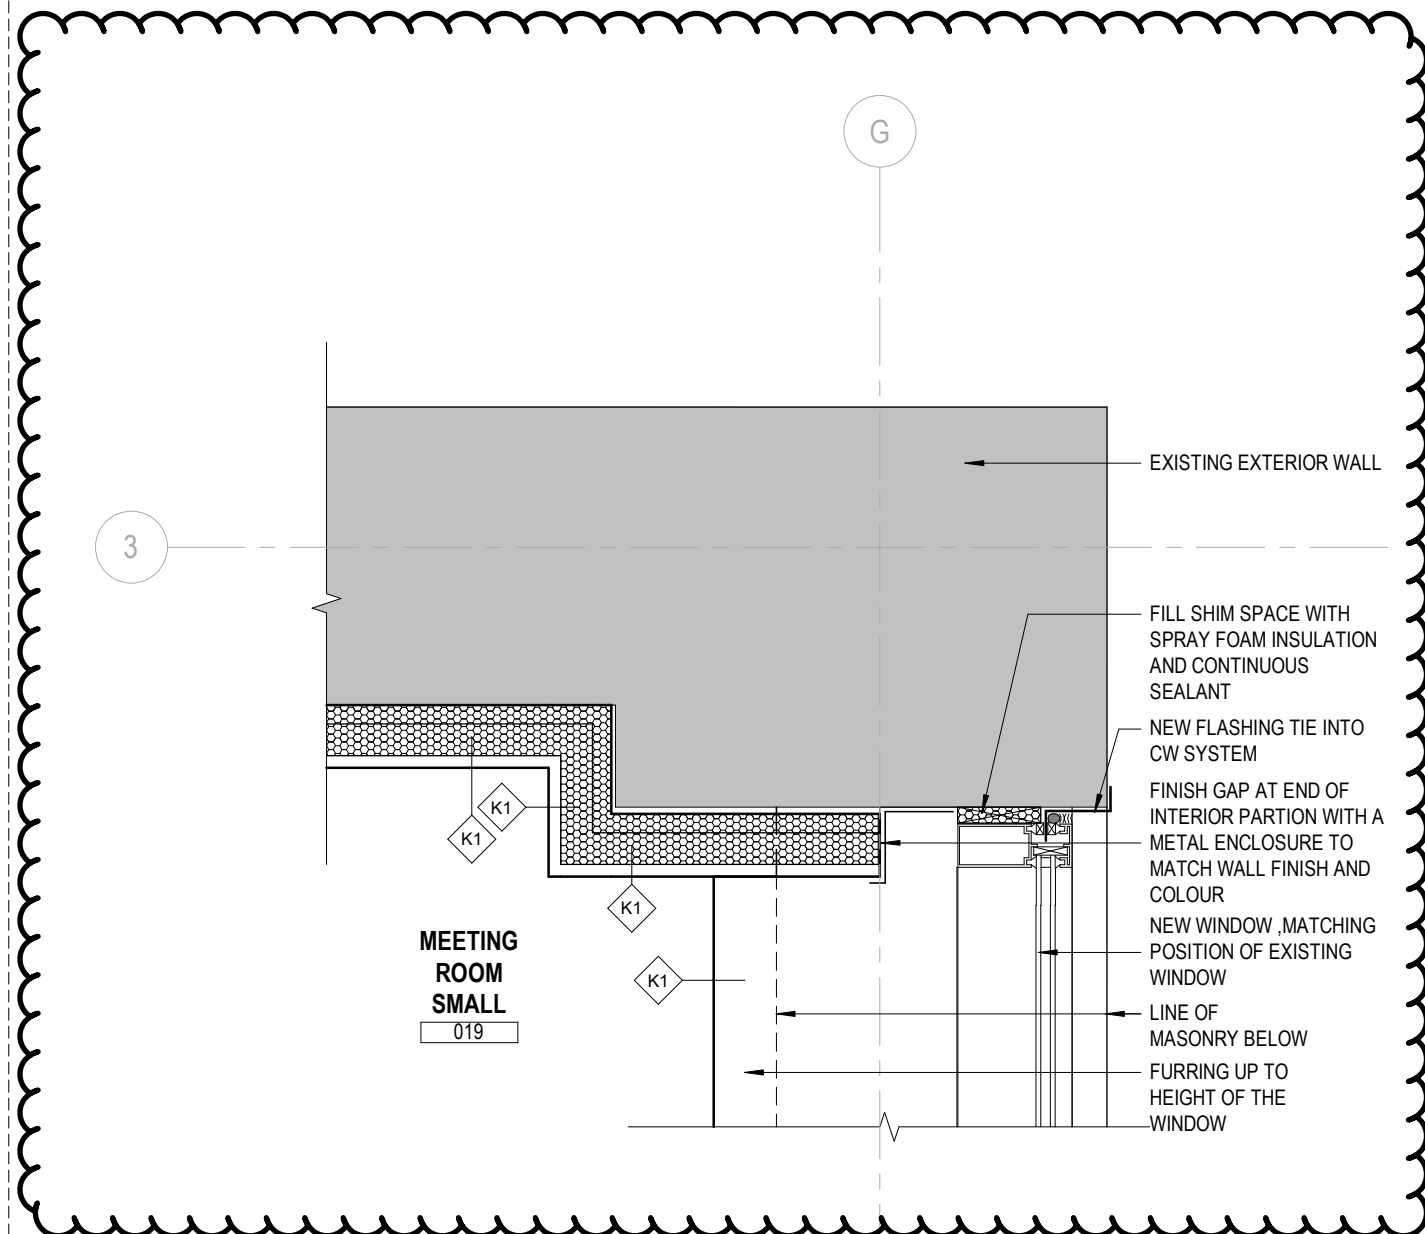 G
EXISTING EXTERIOR WALL
3
FILL SHIM SPACE WITH
SPRAY FOAM INSULATION
AND CONTINUOUS
SEALANT
NEW FLASHING TIE INTO
CW SYSTEM
FINISH GAP AT END OF
INTERIOR PARTION WITH A
METAL ENCLOSURE TO
MATCH WALL FINISH AND
COLOUR
K1
K1
K1
NEW WINDOW ,MATCHING
POSITION OF EXISTING
WINDOW
MEETING
ROOM
SMALL
019
K1
LINE OF
MASONRY BELOW
FURRING UP TO
HEIGHT OF THE
WINDOW